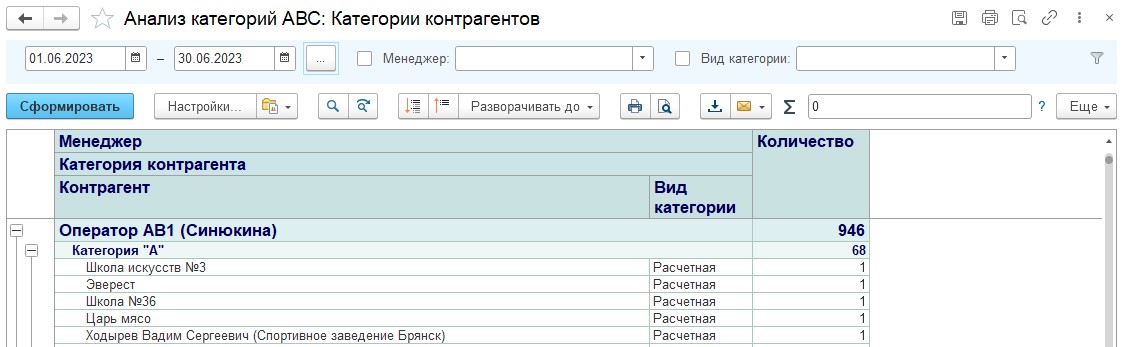 Анализ категорий ABC: Категории контрагентов
01.06.2023 – 30.06.2023 ... Менеджер: Вид категории:
Сформировать Настройки... Разворачивать до Σ 0 ? Еще
Менеджер Количество
Категория контрагента
Контрагент Вид категории
Оператор АВ1 (Синюкина) 946
Категория "А" 68
Школа искусств №3 Расчетная 1
Эверест Расчетная 1
Школа №36 Расчетная 1
Царь мясо Расчетная 1
Ходырев Вадим Сергеевич (Спортивное заведение Брянск) Расчетная 1